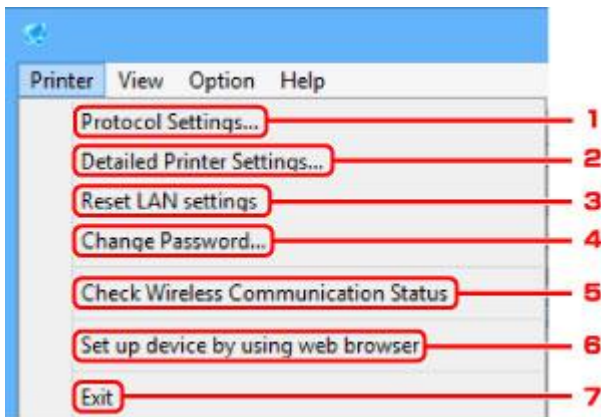 Printer View Option Help
Protocol Settings... 1
Detailed Printer Settings... 2
Reset LAN settings 3
Change Password... 4
Check Wireless Communication Status 5
Set up device by using web browser 6
Exit 7